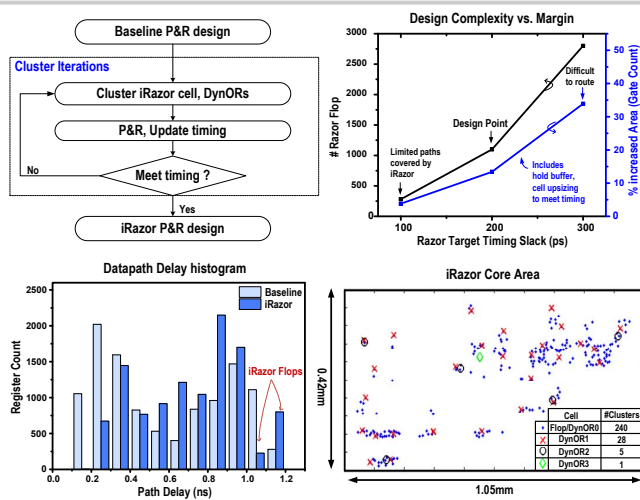 Baseline P&R design
Cluster Iterations
Cluster iRazor cell, DynORs
P&R, Update timing
No
Meet timing ?
Yes
iRazor P&R design
Design Complexity vs. Margin
3000
2500
2000
1500
1000
500
0
# Razor Flop
50
40
30
20
10
0
% Increased Area (Gate Count)
Difficult
to route
Design Point
Limited paths
covered by
iRazor
Includes
hold buffer,
cell upsizing
to meet timing
100
200
300
Razor Target Timing Slack (ps)
Datapath Delay histogram
Baseline
iRazor
2500
2000
1500
1000
500
0
Register Count
iRazor Flops
0.0
0.2
0.4
0.6
0.8
1.0
1.2
Path Delay (ns)
iRazor Core Area
0.42mm
Cell #Clusters
Flop/DynOR0 240
DynOR1 28
DynOR2 5
DynOR3 1
1.05mm